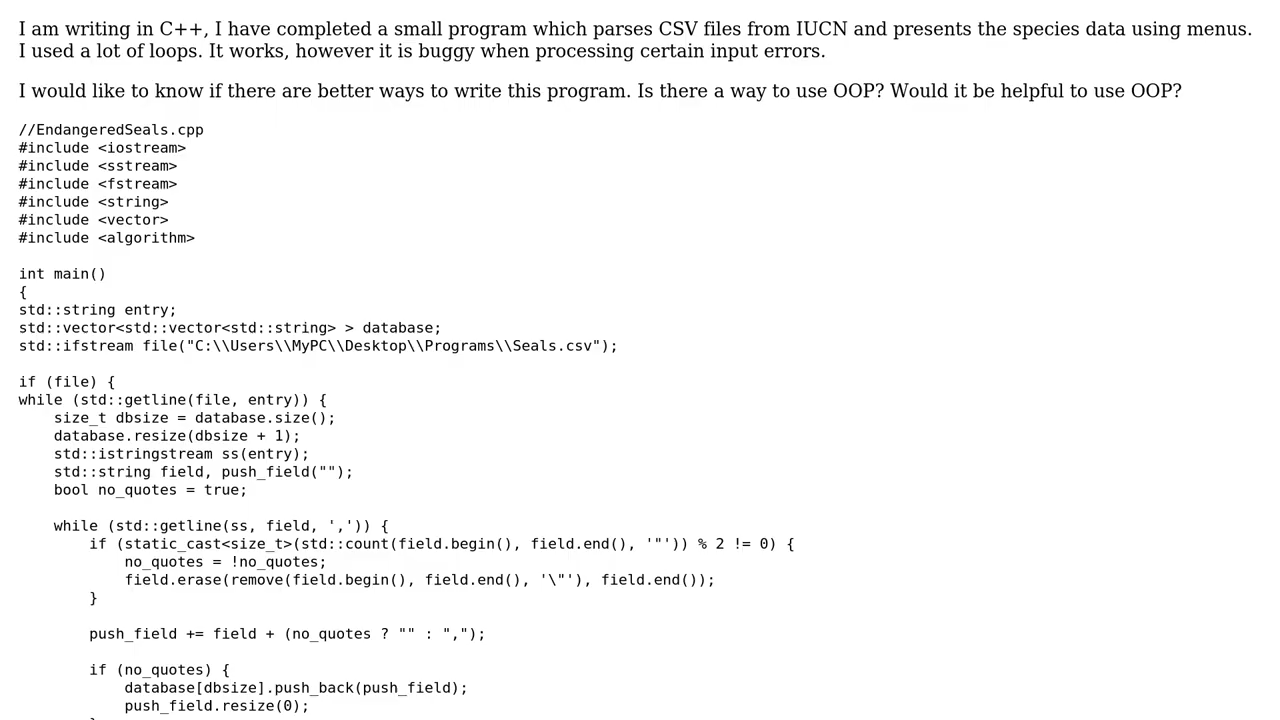 I am writing in C++, I have completed a small program which parses CSV files from IUCN and presents the species data using menus.
I used a lot of loops. It works, however it is buggy when processing certain input errors.
I would like to know if there are better ways to write this program. Is there a way to use OOP? Would it be helpful to use OOP?
//EndangeredSeals.cpp
#include <iostream>
#include <sstream>
#include <fstream>
#include <string>
#include <vector>
#include <algorithm>

int main()
{
std::string entry;
std::vector<std::vector<std::string> > database;
std::ifstream file("C:\\Users\\MyPC\\Desktop\\Programs\\Seals.csv");

if (file) {
while (std::getline(file, entry)) {
    size_t dbsize = database.size();
    database.resize(dbsize + 1);
    std::istringstream ss(entry);
    std::string field, push_field("");
    bool no_quotes = true;

    while (std::getline(ss, field, ',')) {
        if (static_cast<size_t>(std::count(field.begin(), field.end(), '"')) % 2 != 0) {
            no_quotes = !no_quotes;
            field.erase(remove(field.begin(), field.end(), '\"'), field.end());
        }

        push_field += field + (no_quotes ? "" : ",");

        if (no_quotes) {
            database[dbsize].push_back(push_field);
            push_field.resize(0);